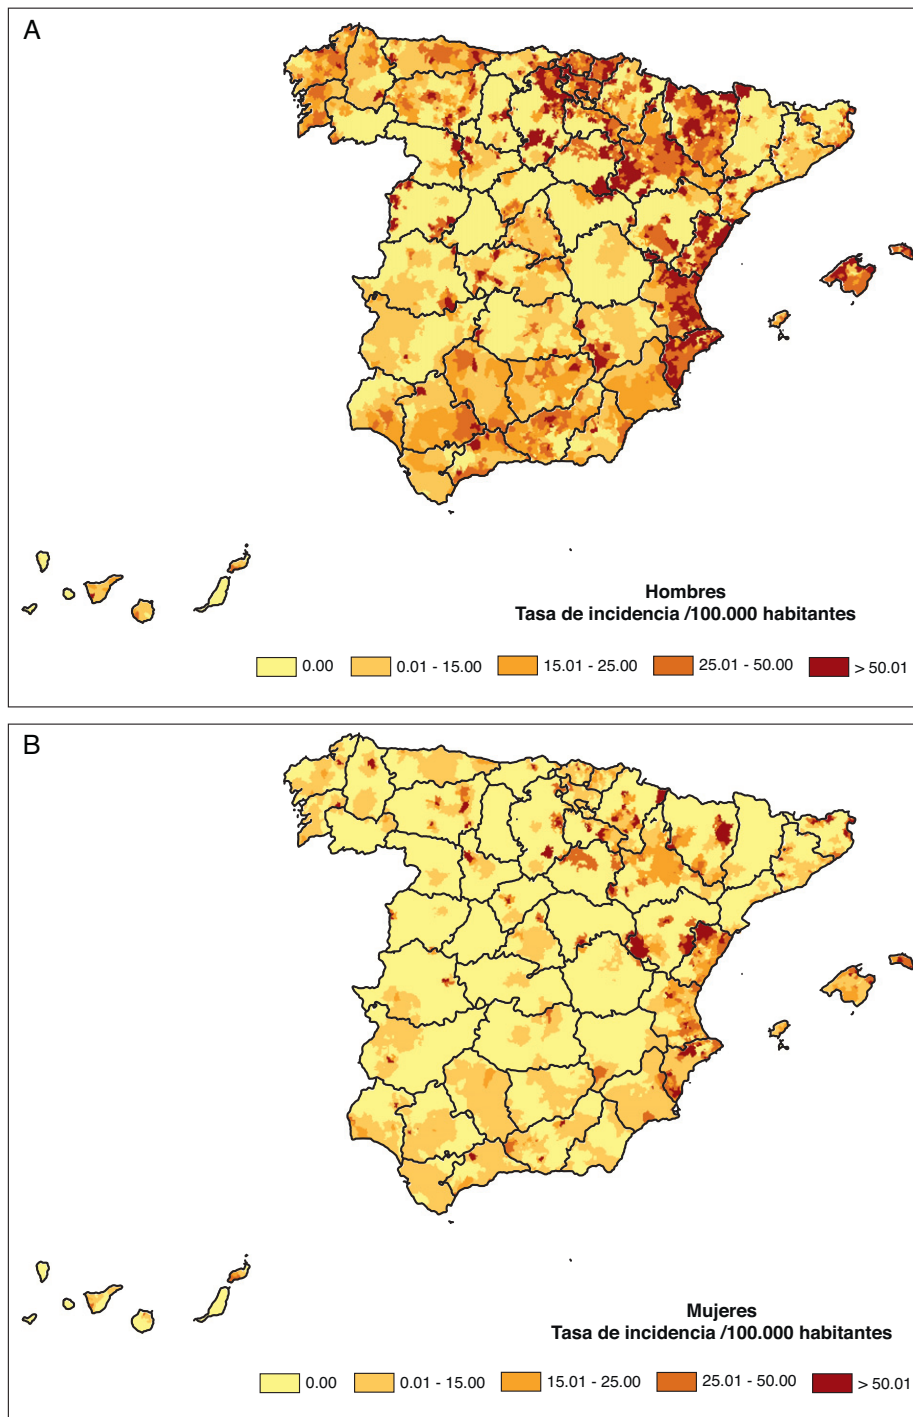 A
Hombres
Tasa de incidencia /100.000 habitantes
0.00 0.01 - 15.00 15.01 - 25.00 25.01 - 50.00 > 50.01
B
Mujeres
Tasa de incidencia /100.000 habitantes
0.00 0.01 - 15.00 15.01 - 25.00 25.01 - 50.00 > 50.01